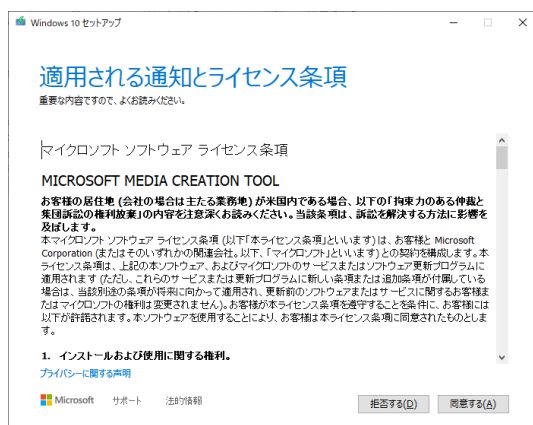 Windows 10 セットアップ
適用される通知とライセンス条項
重要な内容ですので、よくお読みください。
マイクロソフト ソフトウェア ライセンス条項
MICROSOFT MEDIA CREATION TOOL
お客様の居住地 (会社の場合は主たる業務地) が米国内である場合、以下の「拘束力のある仲裁と
集団訴訟の権利放棄」の内容を注意深くお読みください。当該条項は、訴訟を解決する方法に影響を
及ぼします。
本マイクロソフト ソフトウェア ライセンス条項 (以下「本ライセンス条項」といいます) は、お客様と Microsoft
Corporation (またはそのいずれかの関連会社。以下、「マイクロソフト」といいます) との契約を構成します。本
ライセンス条項は、上記の本ソフトウェア、およびマイクロソフトのサービスまたはソフトウェア更新プログラムに
適用されます (ただし、これらのサービスまたは更新プログラムに新しい条項または追加条項が付属している
場合は、当該別途の条項が将来に向かって適用され、更新前のソフトウェアまたはサービスに関するお客様ま
たはマイクロソフトの権利は変更されません)。お客様が本ライセンス条項を遵守することを条件に、お客様には
以下が許諾されます。本ソフトウェアを使用することにより、お客様は本ライセンス条項に同意されたものとしま
す。
1. インストールおよび使用に関する権利。
プライバシーに関する声明
Microsoft サポート 法的情報 拒否する(D) 同意する(A)